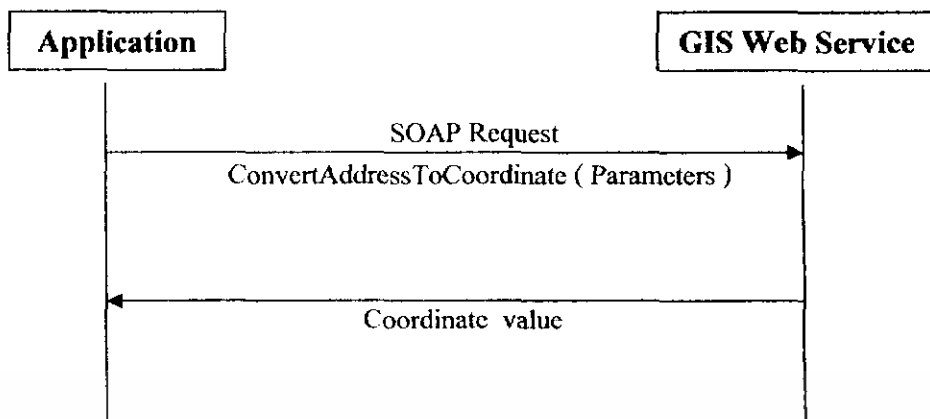 Application
GIS Web Service
SOAP Request
ConvertAddressToCoordinate ( Parameters )
Coordinate value